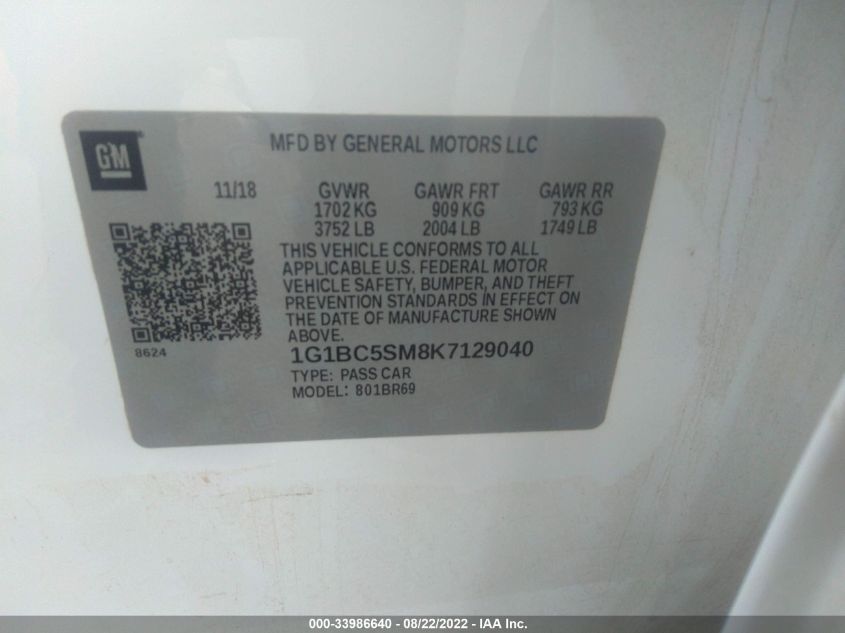 GM
MFD BY GENERAL MOTORS LLC
11/18 GVWR GAWR FRT GAWR RR
1702 KG 909 KG 793 KG
3752 LB 2004 LB 1749 LB
THIS VEHICLE CONFORMS TO ALL
APPLICABLE U.S. FEDERAL MOTOR
VEHICLE SAFETY, BUMPER, AND THEFT
PREVENTION STANDARDS IN EFFECT ON
THE DATE OF MANUFACTURE SHOWN
ABOVE.
8624
1G1BC5SM8K7129040
TYPE: PASS CAR
MODEL: 801BR69
000-33986640 - 08/22/2022 - IAA Inc.